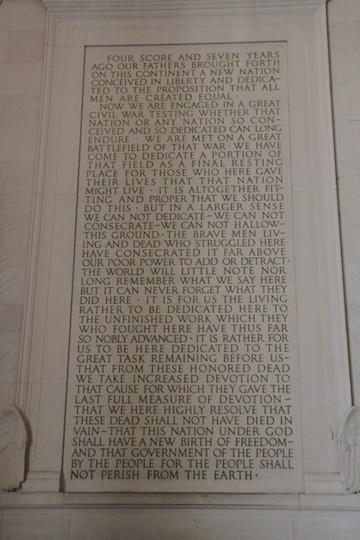 FOUR SCORE AND SEVEN YEARS
AGO OUR FATHERS BROUGHT FORTH
ON THIS CONTINENT A NEW NATION
CONCEIVED IN LIBERTY AND DEDICA-
TED TO THE PROPOSITION THAT ALL
MEN ARE CREATED EQUAL ·
NOW WE ARE ENGAGED IN A GREAT
CIVIL WAR TESTING WHETHER THAT
NATION OR ANY NATION SO CON-
CEIVED AND SO DEDICATED CAN LONG
ENDURE · WE ARE MET ON A GREAT
BATTLEFIELD OF THAT WAR · WE HAVE
COME TO DEDICATE A PORTION OF
THAT FIELD AS A FINAL RESTING
PLACE FOR THOSE WHO HERE GAVE
THEIR LIVES THAT THAT NATION
MIGHT LIVE · IT IS ALTOGETHER FIT-
TING AND PROPER THAT WE SHOULD
DO THIS · BUT IN A LARGER SENSE
WE CAN NOT DEDICATE–WE CAN NOT
CONSECRATE–WE CAN NOT HALLOW–
THIS GROUND · THE BRAVE MEN LIV-
ING AND DEAD WHO STRUGGLED HERE
HAVE CONSECRATED IT FAR ABOVE
OUR POOR POWER TO ADD OR DETRACT ·
THE WORLD WILL LITTLE NOTE NOR
LONG REMEMBER WHAT WE SAY HERE
BUT IT CAN NEVER FORGET WHAT THEY
DID HERE · IT IS FOR US THE LIVING
RATHER TO BE DEDICATED HERE TO
THE UNFINISHED WORK WHICH THEY
WHO FOUGHT HERE HAVE THUS FAR
SO NOBLY ADVANCED · IT IS RATHER FOR
US TO BE HERE DEDICATED TO THE
GREAT TASK REMAINING BEFORE US–
THAT FROM THESE HONORED DEAD
WE TAKE INCREASED DEVOTION TO
THAT CAUSE FOR WHICH THEY GAVE THE
LAST FULL MEASURE OF DEVOTION–
THAT WE HERE HIGHLY RESOLVE THAT
THESE DEAD SHALL NOT HAVE DIED IN
VAIN–THAT THIS NATION UNDER GOD
SHALL HAVE A NEW BIRTH OF FREEDOM–
AND THAT GOVERNMENT OF THE PEOPLE
BY THE PEOPLE FOR THE PEOPLE SHALL
NOT PERISH FROM THE EARTH ·